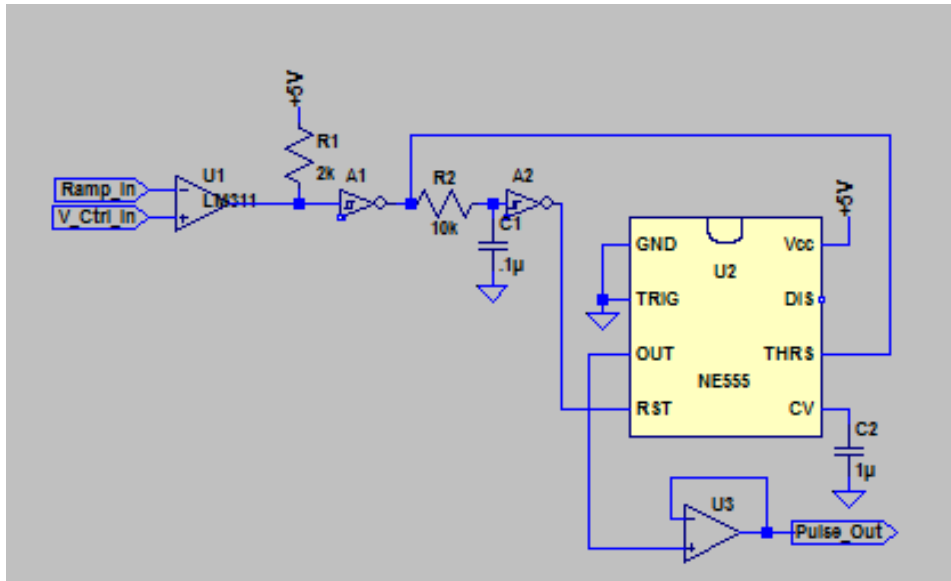 +5V
R1
2k
U1
LM311
Ramp_In
V_Ctrl_In
A1
R2
10k
A2
C1
.1µ
+5V
GND
Vcc
U2
TRIG
DIS
OUT
THRS
NE555
RST
CV
C2
1µ
U3
Pulse_Out